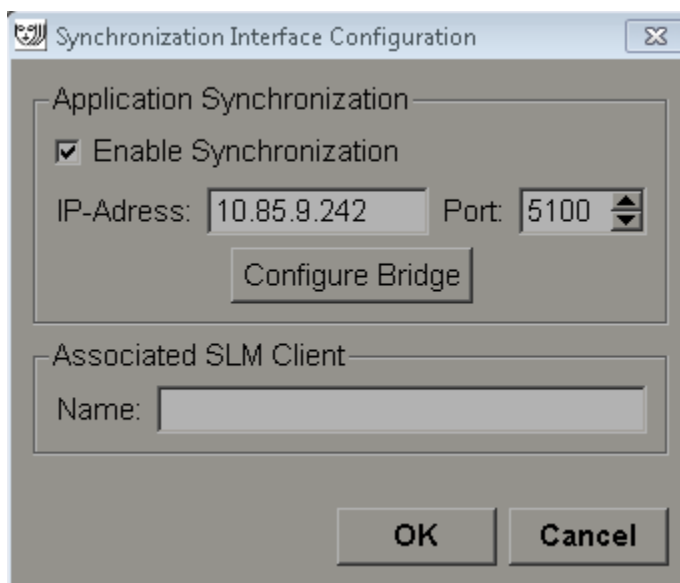 Synchronization Interface Configuration
Application Synchronization
Enable Synchronization
IP-Adress: 10.85.9.242 Port: 5100
Configure Bridge
Associated SLM Client
Name:
OK Cancel